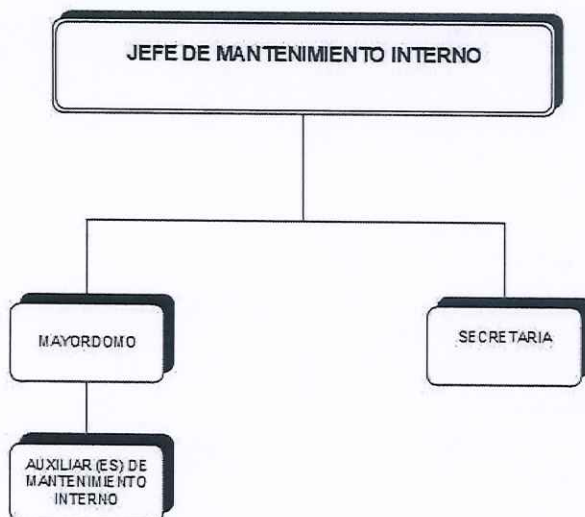 JEFE DE MANTENIMIENTO INTERNO
MAYORDOMO
SECRETARIA
AUXILIAR (ES) DE
MANTENIMIENTO
INTERNO